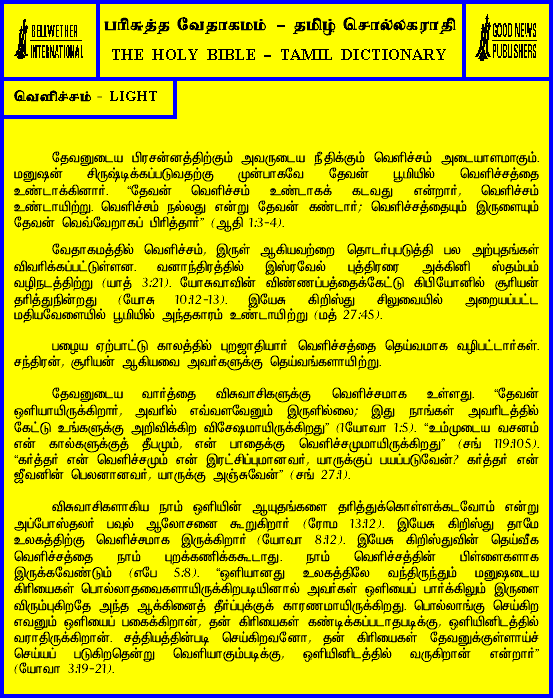 BELLWETHER
INTERNATIONAL
பரிசுத்த வேதாகமம் – தமிழ் சொல்லகராதி
THE HOLY BIBLE – TAMIL DICTIONARY
GOOD NEWS
PUBLISHERS
வெளிச்சம் - LIGHT
தேவனுடைய பிரசன்னத்திற்கும் அவருடைய நீதிக்கும் வெளிச்சம் அடையாளமாகும்.
மனுஷன் சிருஷ்டிக்கப்படுவதற்கு முன்பாகவே தேவன் பூமியில் வெளிச்சத்தை
உண்டாக்கினார். “தேவன் வெளிச்சம் உண்டாகக் கடவது என்றார், வெளிச்சம்
உண்டாயிற்று. வெளிச்சம் நல்லது என்று தேவன் கண்டார்; வெளிச்சத்தையும் இருளையும்
தேவன் வெவ்வேறாகப் பிரித்தார்” (ஆதி 1:3-4).
வேதாகமத்தில் வெளிச்சம், இருள் ஆகியவற்றை தொடர்புபடுத்தி பல அற்புதங்கள்
விவரிக்கப்பட்டுள்ளன. வனாந்திரத்தில் இஸ்ரவேல் புத்திரரை அக்கினி ஸ்தம்பம்
வழிநடத்திற்று (யாத் 3:21). யோசுவாவின் விண்ணப்பத்தைக்கேட்டு கிபியோனில் சூரியன்
தரித்துநின்றது (யோசு 10:12-13). இயேசு கிறிஸ்து சிலுவையில் அறையப்பட்ட
மதியவேளையில் பூமியில் அந்தகாரம் உண்டாயிற்று (மத் 27:45).
பழைய ஏற்பாட்டு காலத்தில் புறஜாதியார் வெளிச்சத்தை தெய்வமாக வழிபட்டார்கள்.
சந்திரன், சூரியன் ஆகியவை அவர்களுக்கு தெய்வங்களாயிற்று.
தேவனுடைய வார்த்தை விசுவாசிகளுக்கு வெளிச்சமாக உள்ளது. “தேவன்
ஒளியாயிருக்கிறார், அவரில் எவ்வளவேனும் இருளில்லை; இது நாங்கள் அவரிடத்தில்
கேட்டு உங்களுக்கு அறிவிக்கிற விசேஷமாயிருக்கிறது” (1யோவா 1:5). “உம்முடைய வசனம்
என் கால்களுக்குத் தீபமும், என் பாதைக்கு வெளிச்சமுமாயிருக்கிறது” (சங் 119:105).
“கர்த்தர் என் வெளிச்சமும் என் இரட்சிப்புமானவர், யாருக்குப் பயப்படுவேன்? கர்த்தர் என்
ஜீவனின் பெலனானவர், யாருக்கு அஞ்சுவேன்” (சங் 27:1).
விசுவாசிகளாகிய நாம் ஒளியின் ஆயுதங்களை தரித்துக்கொள்ளக்கடவோம் என்று
அப்போஸ்தலர் பவுல் ஆலோசனை கூறுகிறார் (ரோம 13:12). இயேசு கிறிஸ்து தாமே
உலகத்திற்கு வெளிச்சமாக இருக்கிறார் (யோவா 8:12). இயேசு கிறிஸ்துவின் தெய்வீக
வெளிச்சத்தை நாம் புறக்கணிக்ககூடாது. நாம் வெளிச்சத்தின் பிள்ளைகளாக
இருக்கவேண்டும் (எபே 5:8). “ஒளியானது உலகத்திலே வந்திருந்தும் மனுஷடைய
கிரியைகள் பொல்லாதவைகளாயிருக்கிறபடியினால் அவர்கள் ஒளியைப் பார்க்கிலும் இருளை
விரும்புகிறதே அந்த ஆக்கினைத் தீர்ப்புக்குக் காரணமாயிருக்கிறது. பொல்லாங்கு செய்கிற
எவனும் ஒளியைப் பகைக்கிறான், தன் கிரியைகள் கண்டிக்கப்படாதபடிக்கு, ஒளியினிடத்தில்
வராதிருக்கிறான். சத்தியத்தின்படி செய்கிறவனோ, தன் கிரியைகள் தேவனுக்குள்ளாய்ச்
செய்யப் படுகிறதென்று வெளியாகும்படிக்கு, ஒளியினிடத்தில் வருகிறான் என்றார்”
(யோவா 3:19-21).